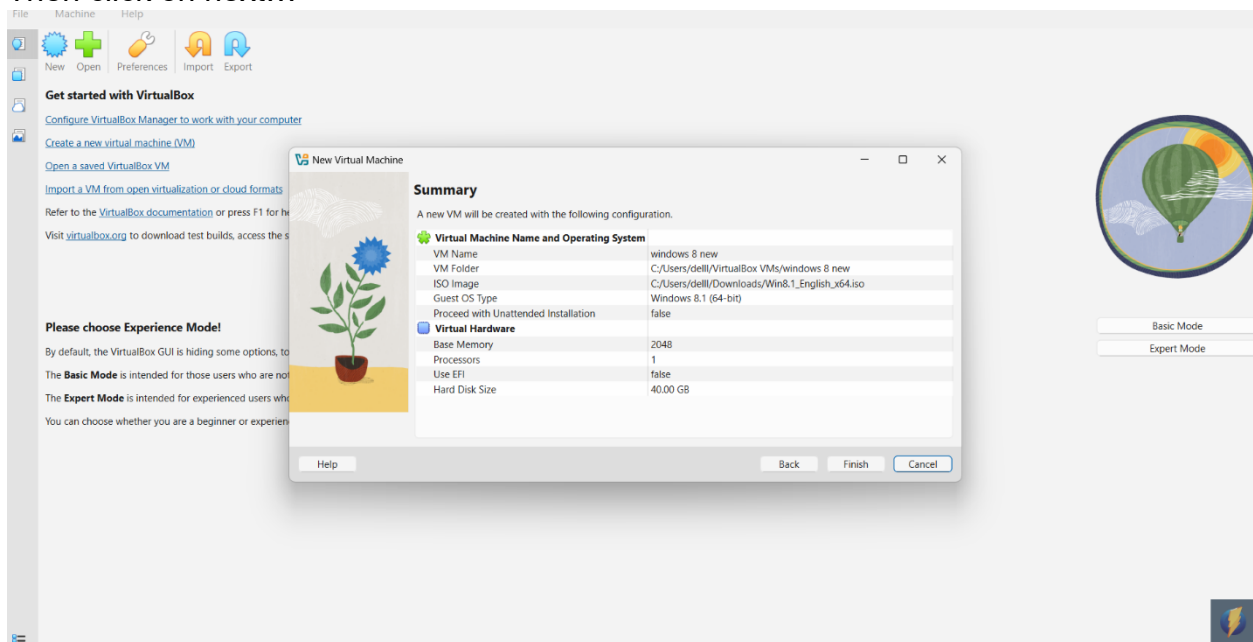 Then click on next...
File Machine Help
New Open Preferences Import Export
Get started with VirtualBox
Configure VirtualBox Manager to work with your computer
Create a new virtual machine (VM)
Open a saved VirtualBox VM
Import a VM from open virtualization or cloud formats
Refer to the VirtualBox documentation or press F1 for
Visit virtualbox.org to download test builds, access the
Please choose Experience Mode!
By default, the VirtualBox GUI is hiding some options,
The Basic Mode is intended for those users who are
The Expert Mode is intended for experienced users
You can choose whether you are a beginner or
New Virtual Machine
Summary
A new VM will be created with the following configuration.
Virtual Machine Name and Operating System
VM Name windows 8 new
VM Folder C:/Users/delll/VirtualBox VMs/windows 8 new
ISO Image C:/Users/delll/Downloads/Win8.1_English_x64.iso
Guest OS Type Windows 8.1 (64-bit)
Proceed with Unattended Installation false
Virtual Hardware
Base Memory 2048
Processors 1
Use EFI false
Hard Disk Size 40.00 GB
Help Back Finish Cancel
Basic Mode
Expert Mode